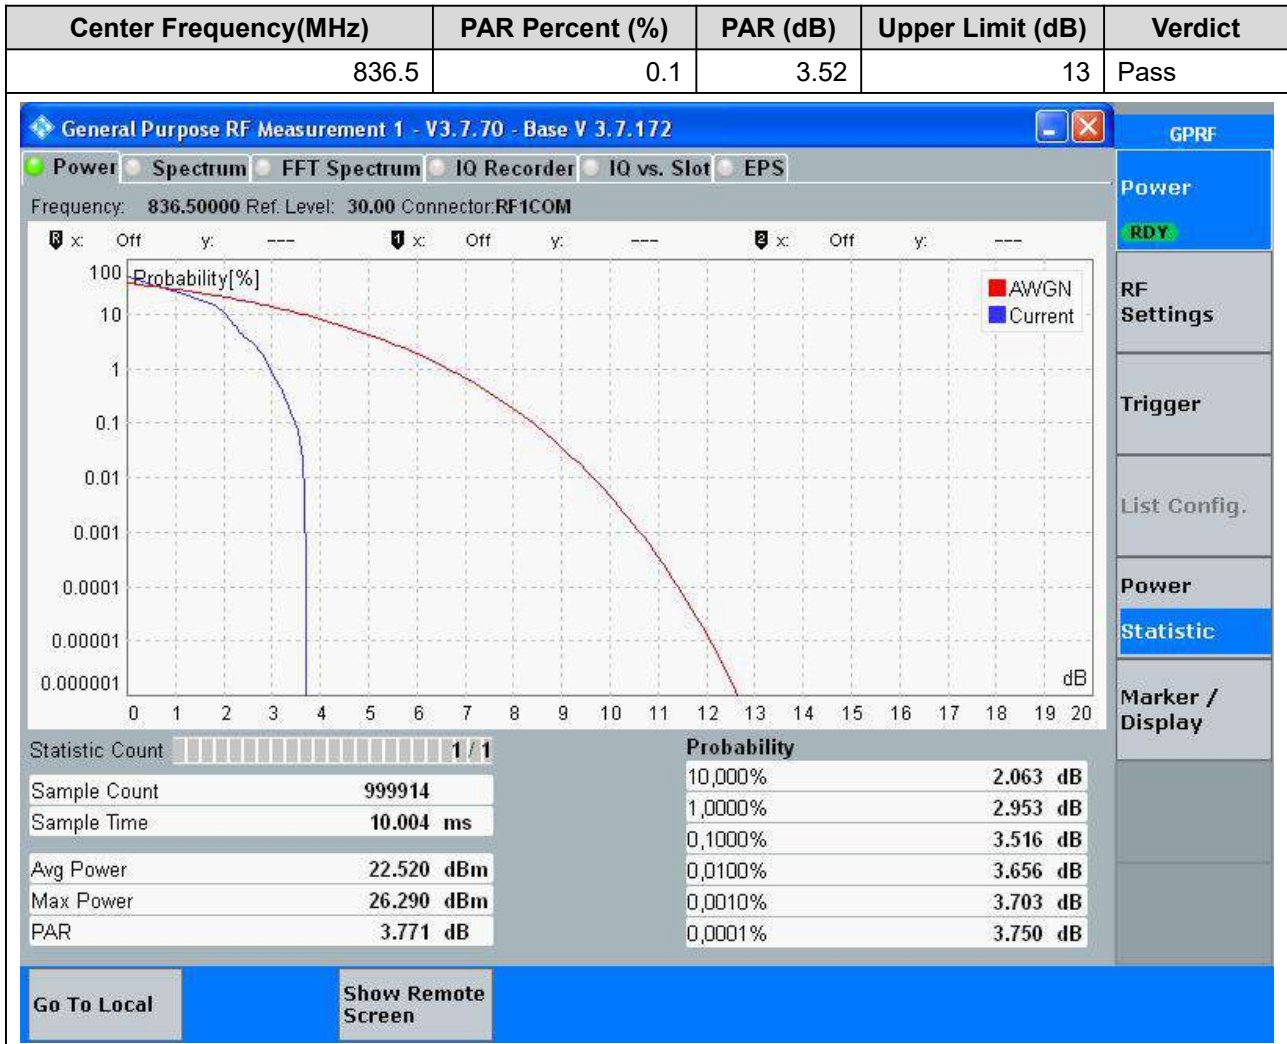 Center Frequency(MHz) PAR Percent (%) PAR (dB) Upper Limit (dB) Verdict
836.5 0.1 3.52 13 Pass
General Purpose RF Measurement 1 - V3.7.70 - Base V 3.7.172
GPRF
Power Spectrum FFT Spectrum IQ Recorder IQ vs. Slot EPS
Frequency: 836.50000 Ref. Level: 30.00 Connector:RF1COM
R x: Off y: --- 1 x: Off y: --- 2 x: Off y: ---
Probability[%]
AWGN
Current
100
10
1
0.1
0.01
0.001
0.0001
0.00001
0.000001
dB
0 1 2 3 4 5 6 7 8 9 10 11 12 13 14 15 16 17 18 19 20
Statistic Count 1 / 1
Sample Count 999914
Sample Time 10.004 ms
Avg Power 22.520 dBm
Max Power 26.290 dBm
PAR 3.771 dB
Probability
10,000% 2.063 dB
1,0000% 2.953 dB
0,1000% 3.516 dB
0,0100% 3.656 dB
0,0010% 3.703 dB
0,0001% 3.750 dB
Power
RDY
RF
Settings
Trigger
List Config.
Power
Statistic
Marker /
Display
Go To Local
Show Remote
Screen